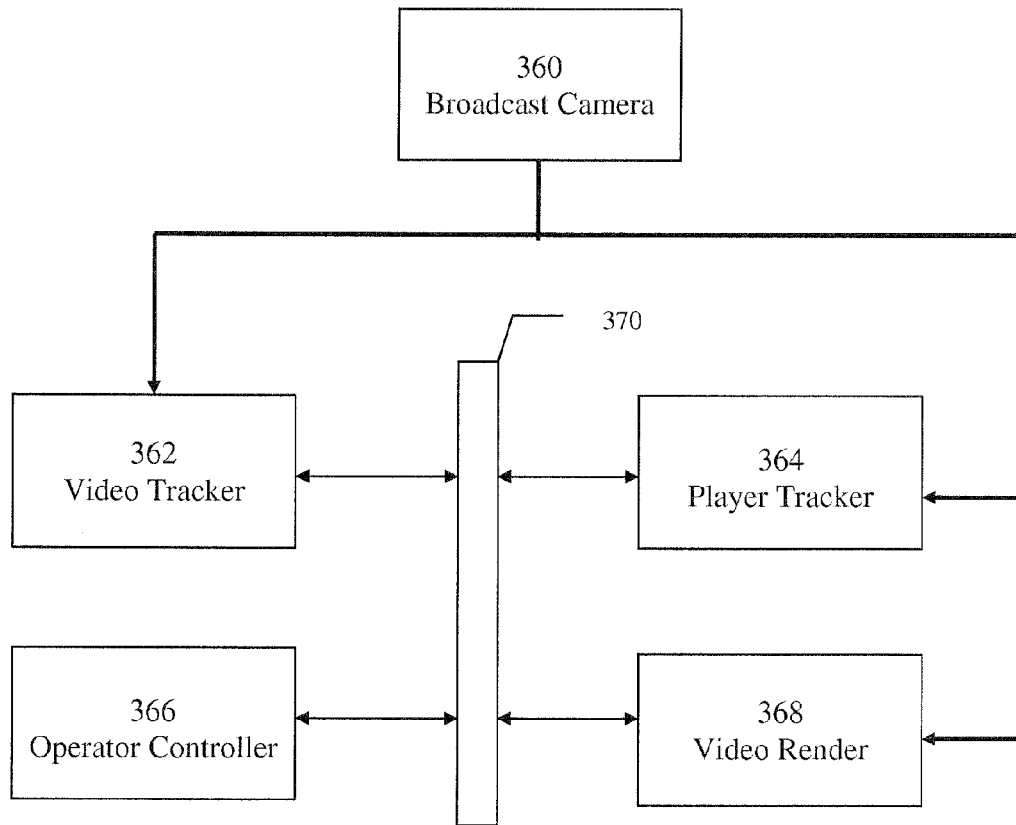 360
Broadcast Camera
370
362
Video Tracker
364
Player Tracker
366
Operator Controller
368
Video Render